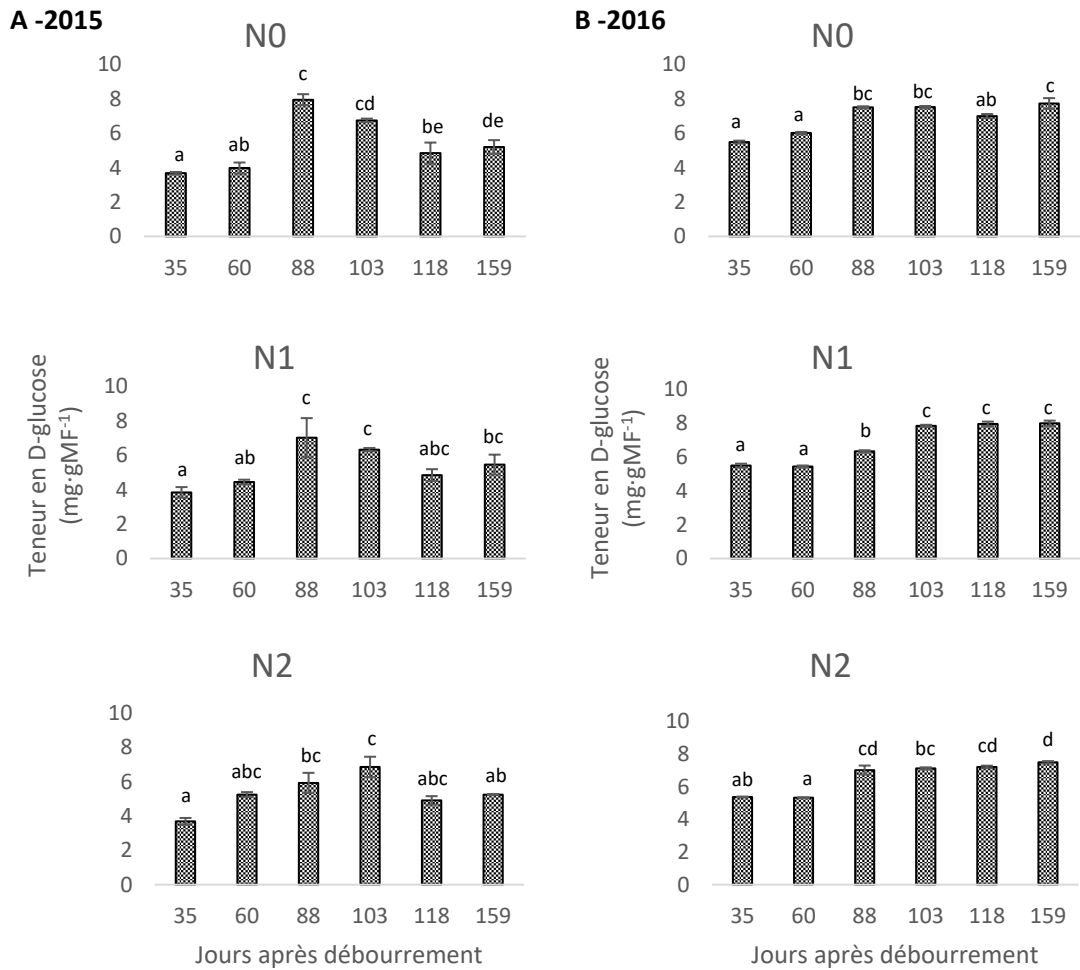 A -2015
N0
10
8
6
4
2
0
a ab c cd be de
35 60 88 103 118 159
N1
Teneur en D-glucose
(mg·gMF⁻¹)
10
8
6
4
2
0
a ab c c abc bc
35 60 88 103 118 159
N2
10
8
6
4
2
0
a abc bc c abc ab
35 60 88 103 118 159
Jours après débourrement
B -2016
N0
10
8
6
4
2
0
a a bc bc ab c
35 60 88 103 118 159
N1
Teneur en D-glucose
(mg·gMF⁻¹)
10
8
6
4
2
0
a a b c c c
35 60 88 103 118 159
N2
10
8
6
4
2
0
ab a cd bc cd d
35 60 88 103 118 159
Jours après débourrement